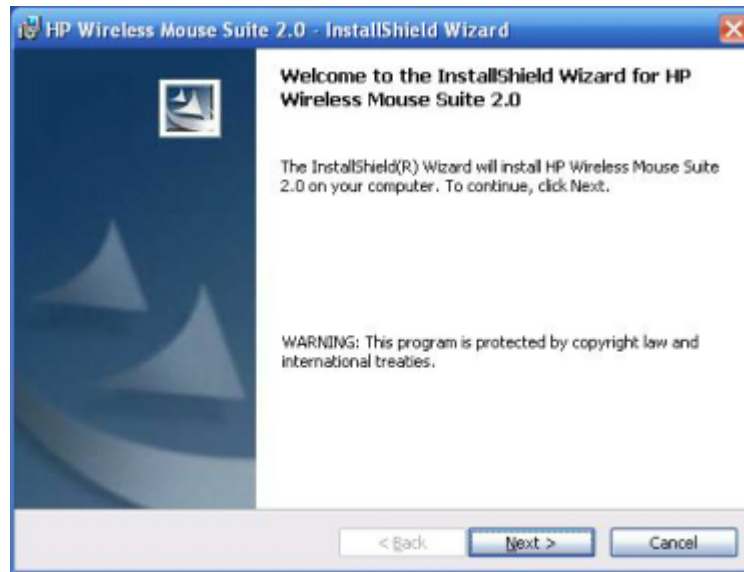 HP Wireless Mouse Suite 2.0 - InstallShield Wizard
Welcome to the InstallShield Wizard for HP
Wireless Mouse Suite 2.0
The InstallShield(R) Wizard will install HP Wireless Mouse Suite
2.0 on your computer. To continue, click Next.
WARNING: This program is protected by copyright law and
international treaties.
< Back Next > Cancel